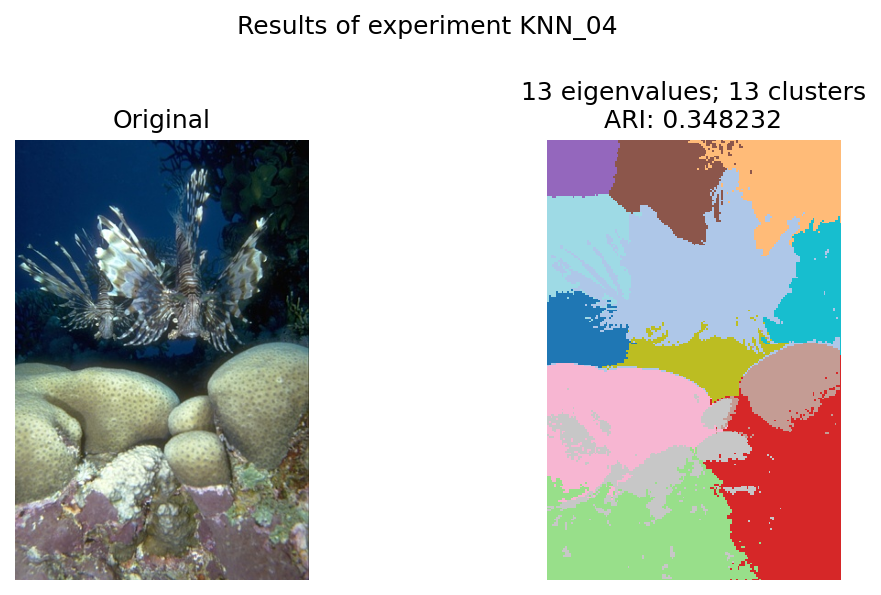 Results of experiment KNN_04
Original
13 eigenvalues; 13 clusters
ARI: 0.348232